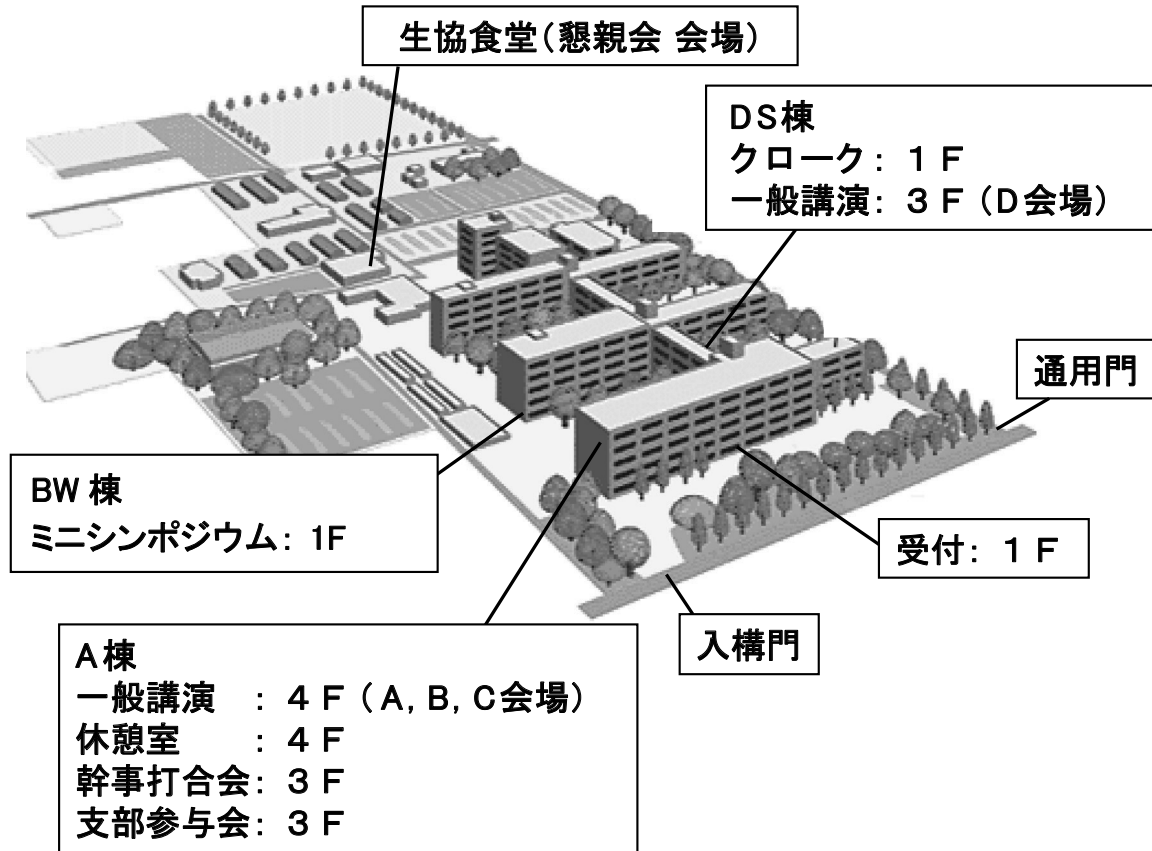 生協食堂（懇親会 会場）
DS棟
クローク： １Ｆ
一般講演： ３Ｆ（Ｄ会場）
通用門
BW 棟
ミニシンポジウム： 1F
受付： １Ｆ
入構門
Ａ棟
一般講演　： ４Ｆ（Ａ，Ｂ，Ｃ会場）
休憩室　　： ４Ｆ
幹事打合会： ３Ｆ
支部参与会： ３Ｆ